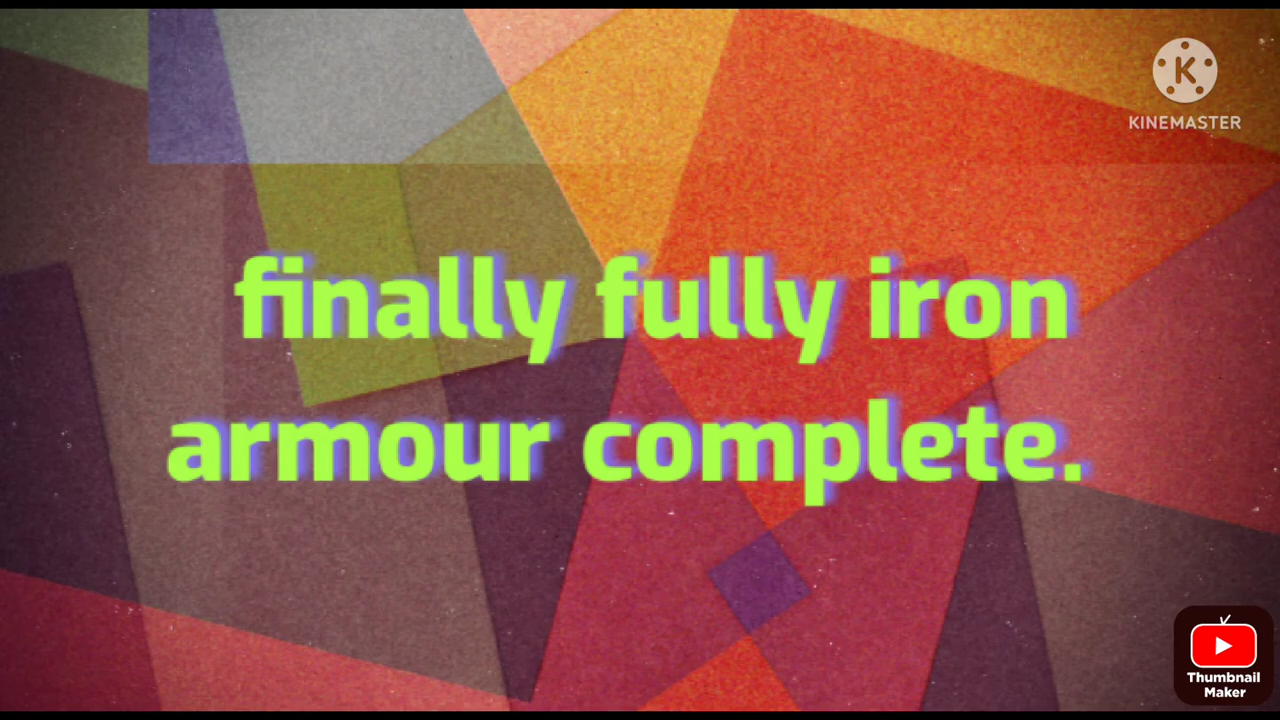 KINEMASTER
finally fully iron
armour complete.
Thumbnail
Maker